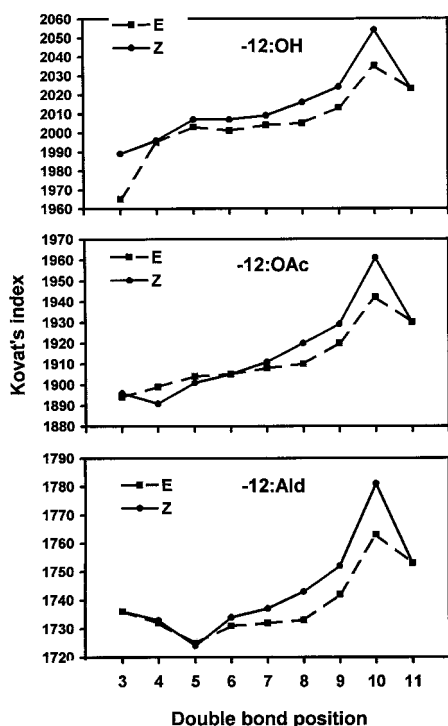 2060
2050
2040
2030
2020
2010
2000
1990
1980
1970
1960
E
Z
-12:OH
1970
1960
1950
1940
1930
1920
1910
1900
1890
1880
E
Z
-12:OAc
Kovat's index
1790
1780
1770
1760
1750
1740
1730
1720
E
Z
-12:Ald
3 4 5 6 7 8 9 10 11
Double bond position